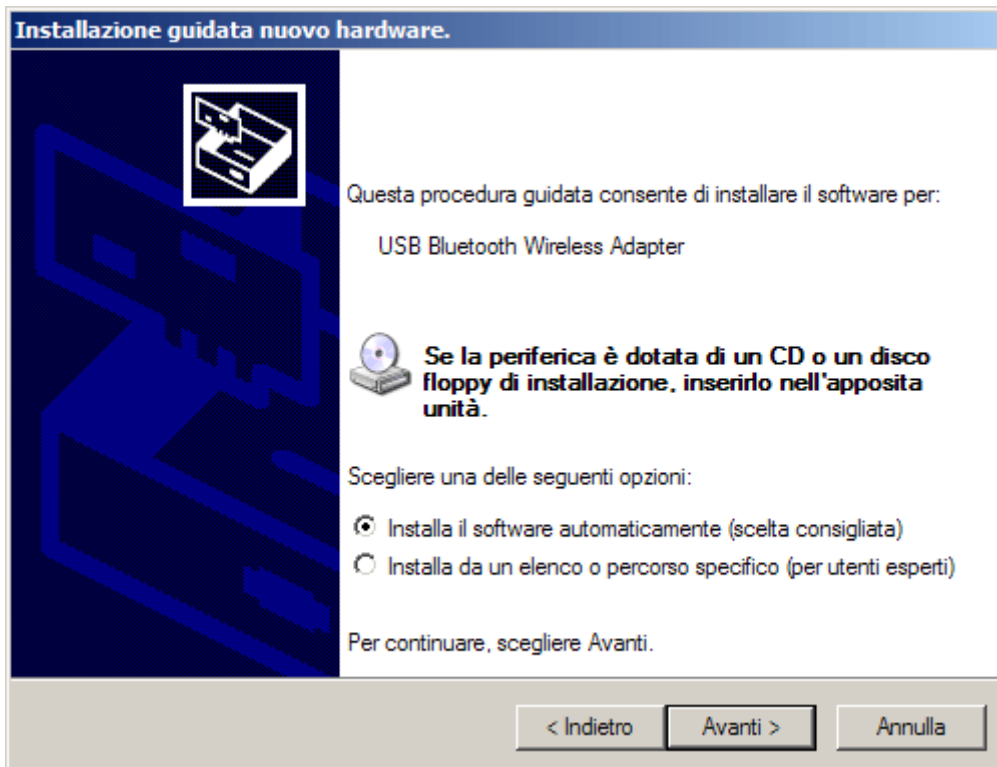 Installazione guidata nuovo hardware.
Questa procedura guidata consente di installare il software per:
USB Bluetooth Wireless Adapter
Se la periferica è dotata di un CD o un disco
floppy di installazione, inserirlo nell'apposita
unità.
Scegliere una delle seguenti opzioni:
Installa il software automaticamente (scelta consigliata)
Installa da un elenco o percorso specifico (per utenti esperti)
Per continuare, scegliere Avanti.
< Indietro
Avanti >
Annulla